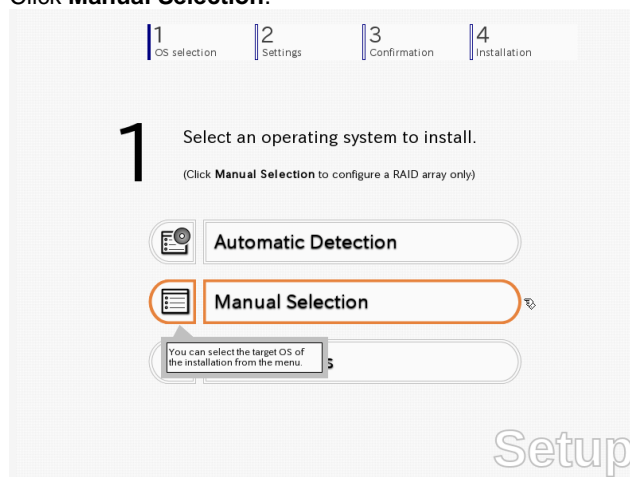 Click Manual Selection.
1
OS selection
2
Settings
3
Confirmation
4
Installation
1
Select an operating system to install.
(Click Manual Selection to configure a RAID array only)
Automatic Detection
Manual Selection
You can select the target OS of
the installation from the menu.
Setup